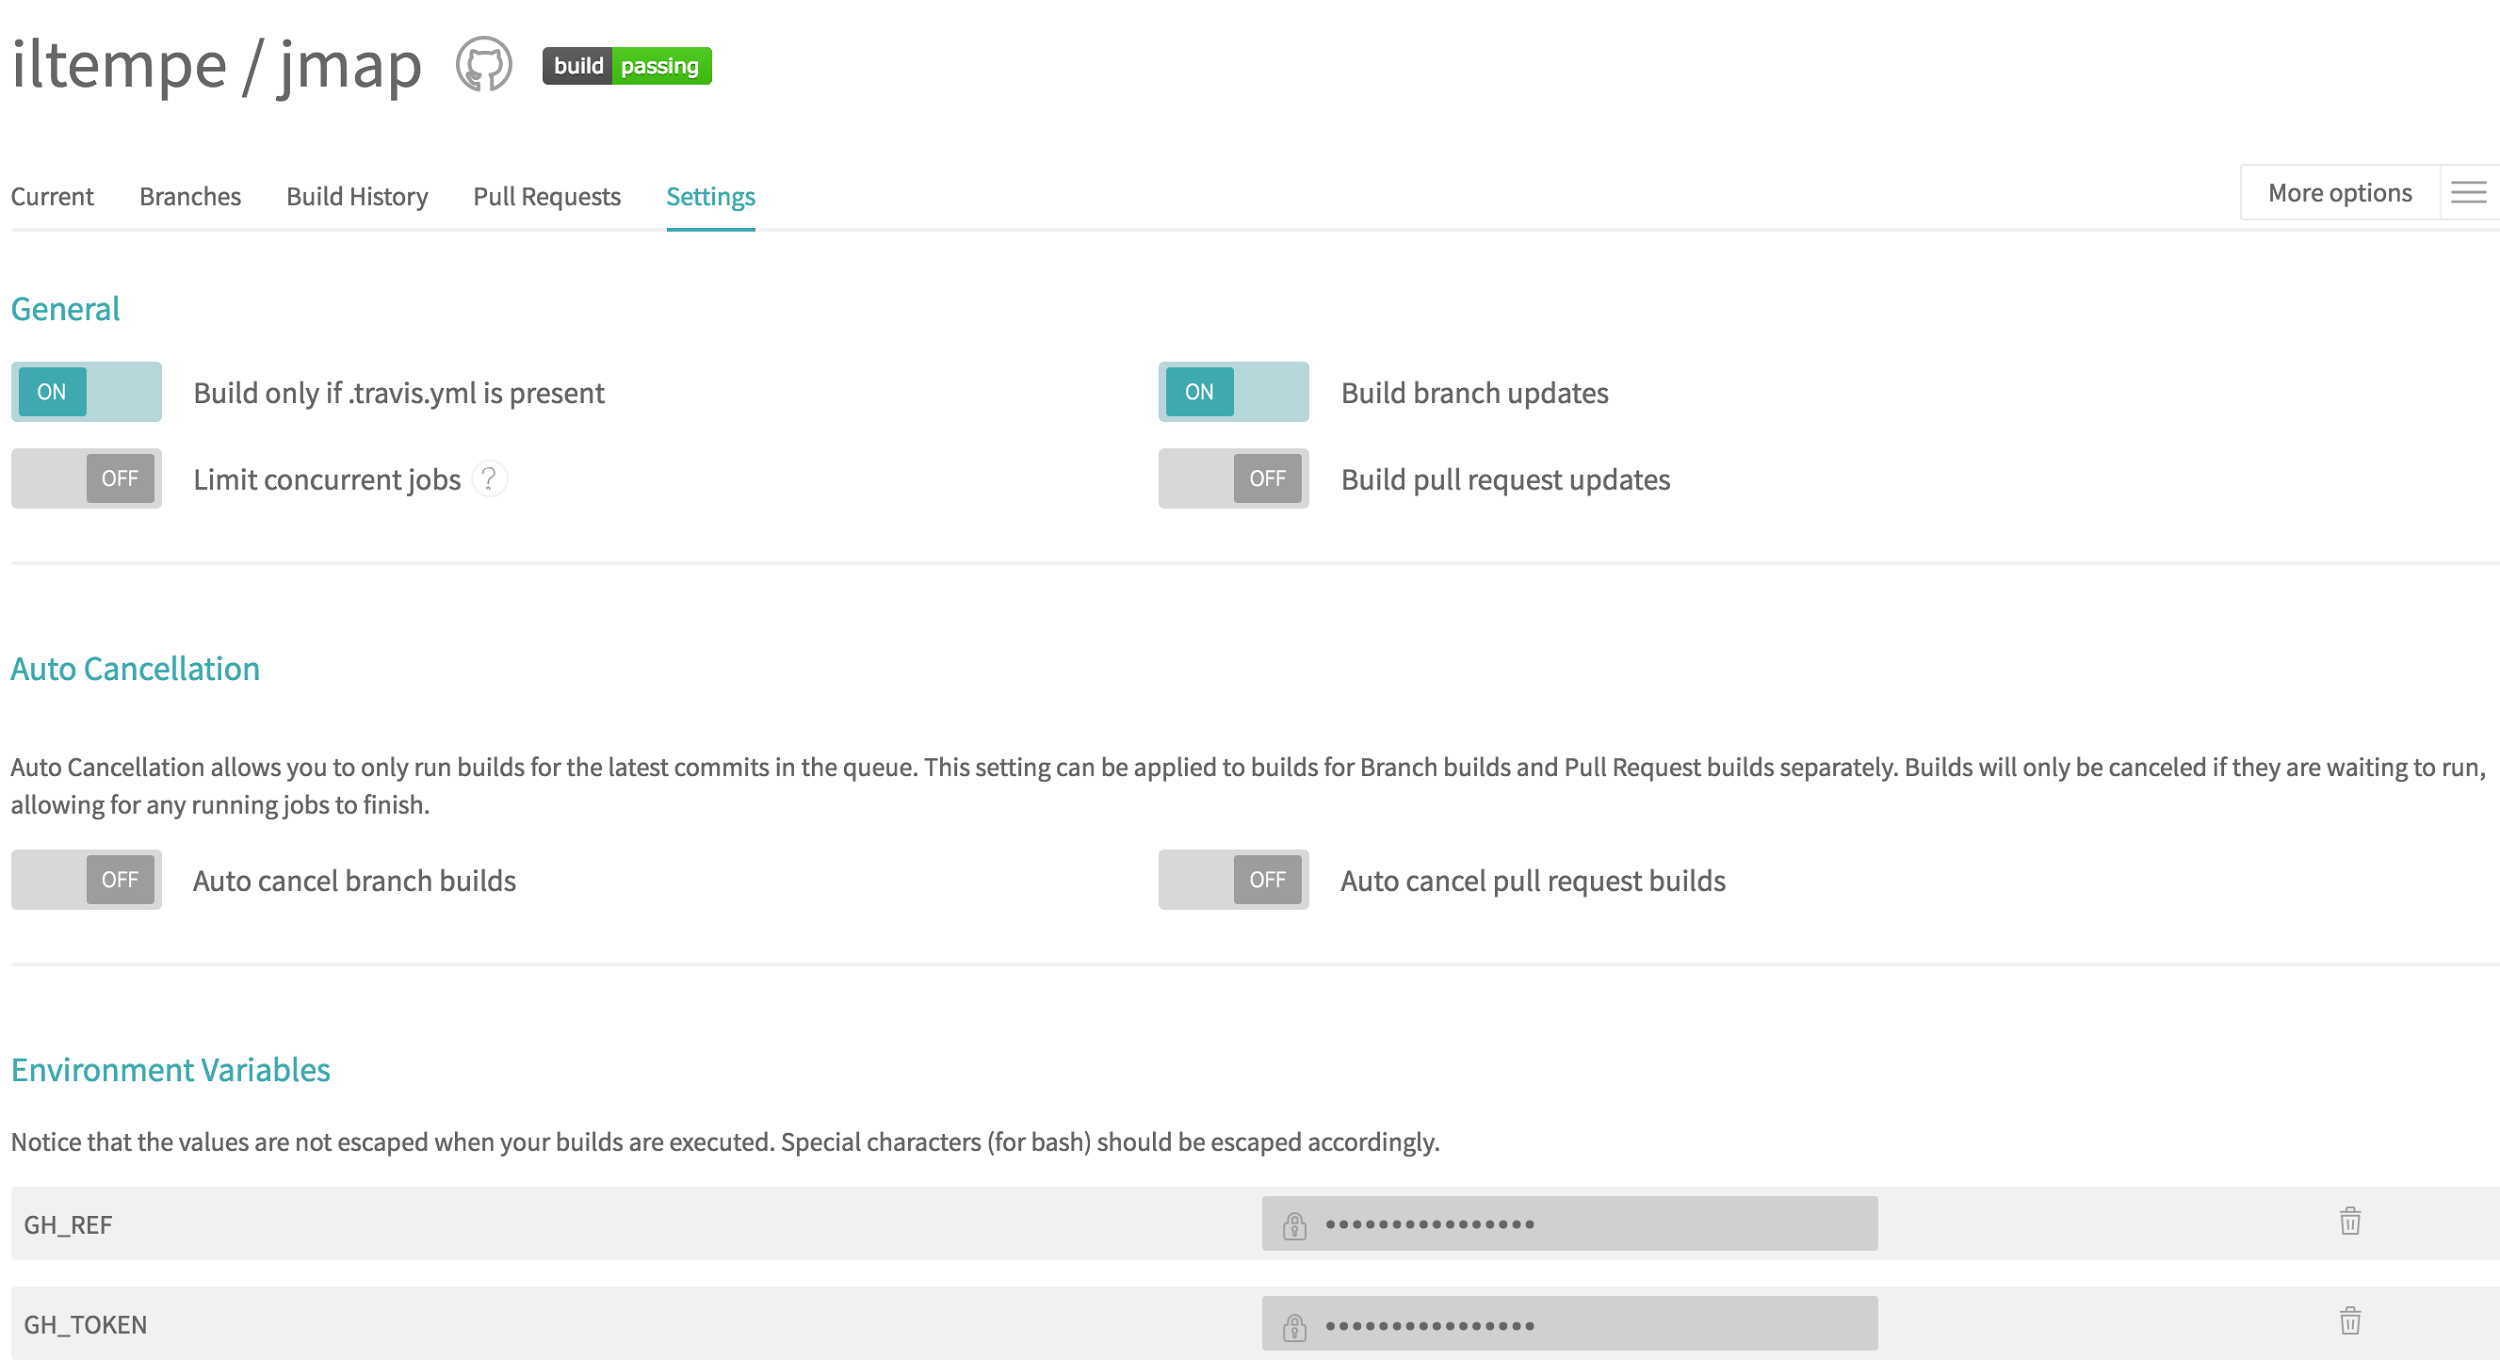 iltempe / jmap build passing
Current Branches Build History Pull Requests Settings More options
General
ON Build only if .travis.yml is present ON Build branch updates
OFF Limit concurrent jobs ? OFF Build pull request updates
Auto Cancellation
Auto Cancellation allows you to only run builds for the latest commits in the queue. This setting can be applied to builds for Branch builds and Pull Request builds separately. Builds will only be canceled if they are waiting to run,
allowing for any running jobs to finish.
OFF Auto cancel branch builds OFF Auto cancel pull request builds
Environment Variables
Notice that the values are not escaped when your builds are executed. Special characters (for bash) should be escaped accordingly.
GH_REF ••••••••••••••••
GH_TOKEN ••••••••••••••••